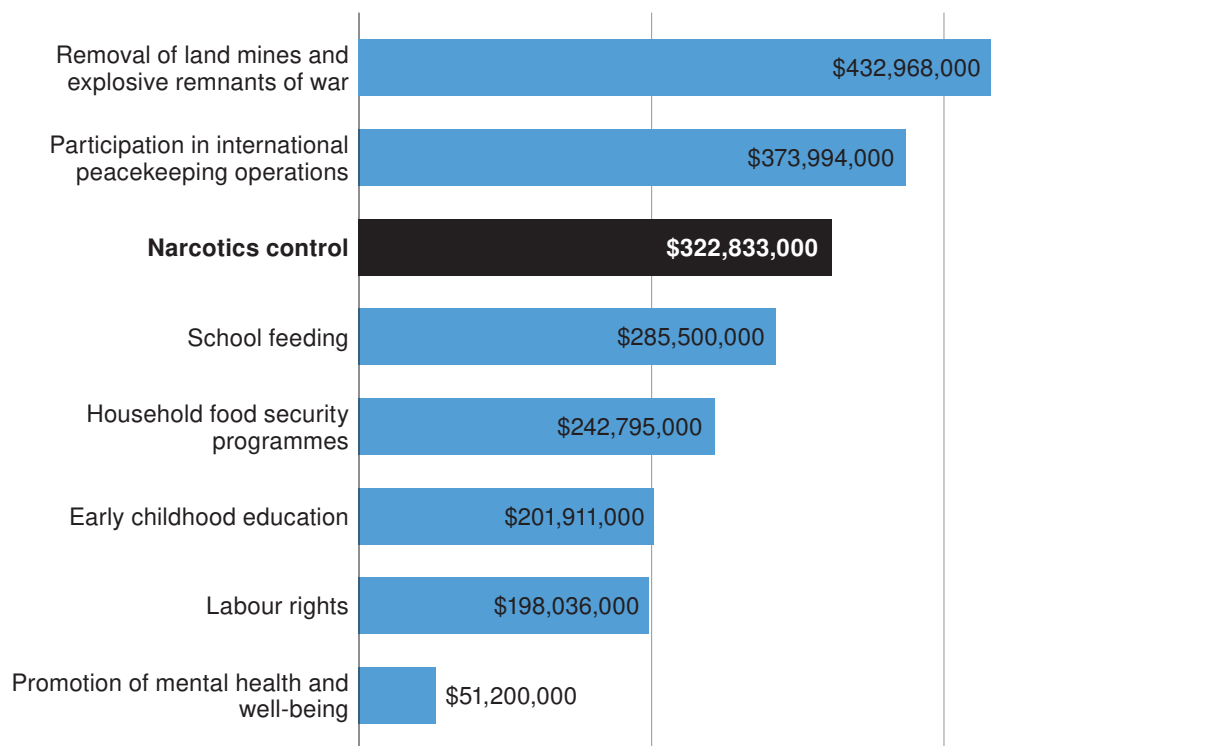 Removal of land mines and
explosive remnants of war
$432,968,000
Participation in international
peacekeeping operations
$373,994,000
Narcotics control
$322,833,000
School feeding
$285,500,000
Household food security
programmes
$242,795,000
Early childhood education
$201,911,000
Labour rights
$198,036,000
Promotion of mental health and
well-being
$51,200,000